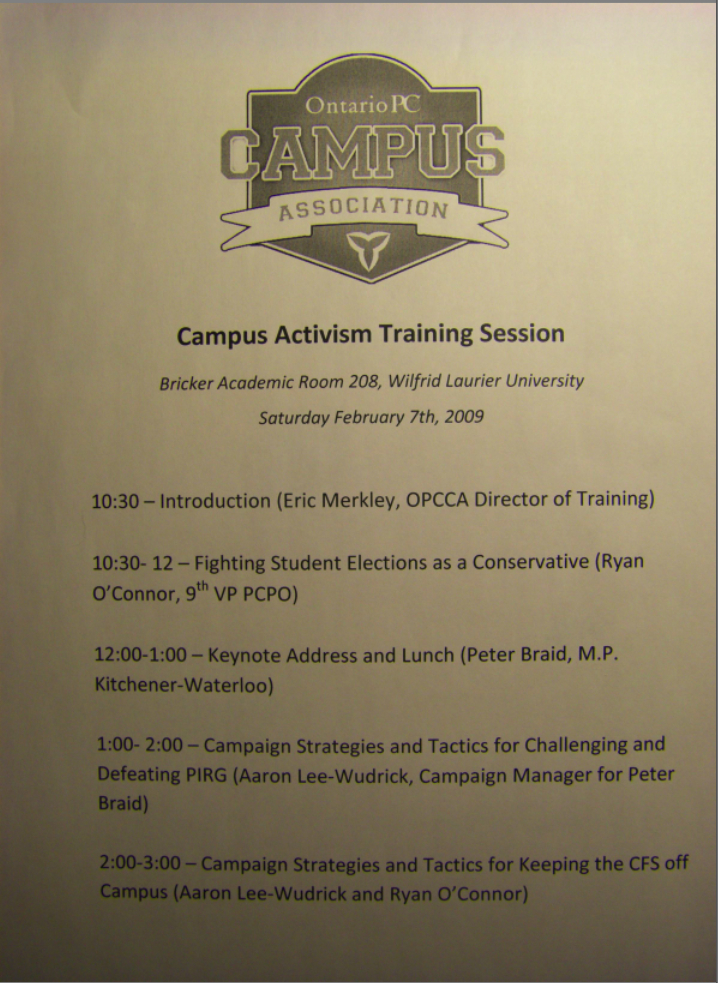 Ontario PC
CAMPUS
ASSOCIATION
Campus Activism Training Session
Bricker Academic Room 208, Wilfrid Laurier University
Saturday February 7th, 2009
10:30 – Introduction (Eric Merkley, OPCCA Director of Training)
10:30- 12 – Fighting Student Elections as a Conservative (Ryan
O'Connor, 9th VP PCPO)
12:00-1:00 – Keynote Address and Lunch (Peter Braid, M.P.
Kitchener-Waterloo)
1:00- 2:00 – Campaign Strategies and Tactics for Challenging and
Defeating PIRG (Aaron Lee-Wudrick, Campaign Manager for Peter
Braid)
2:00-3:00 – Campaign Strategies and Tactics for Keeping the CFS off
Campus (Aaron Lee-Wudrick and Ryan O'Connor)